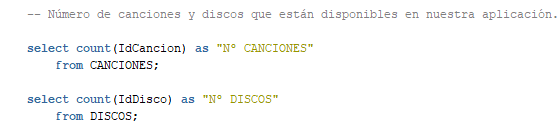 -- Número de canciones y discos que están disponibles en nuestra aplicación.
select count(IdCancion) as "Nº CANCIONES"
from CANCIONES;
select count(IdDisco) as "Nº DISCOS"
from DISCOS;